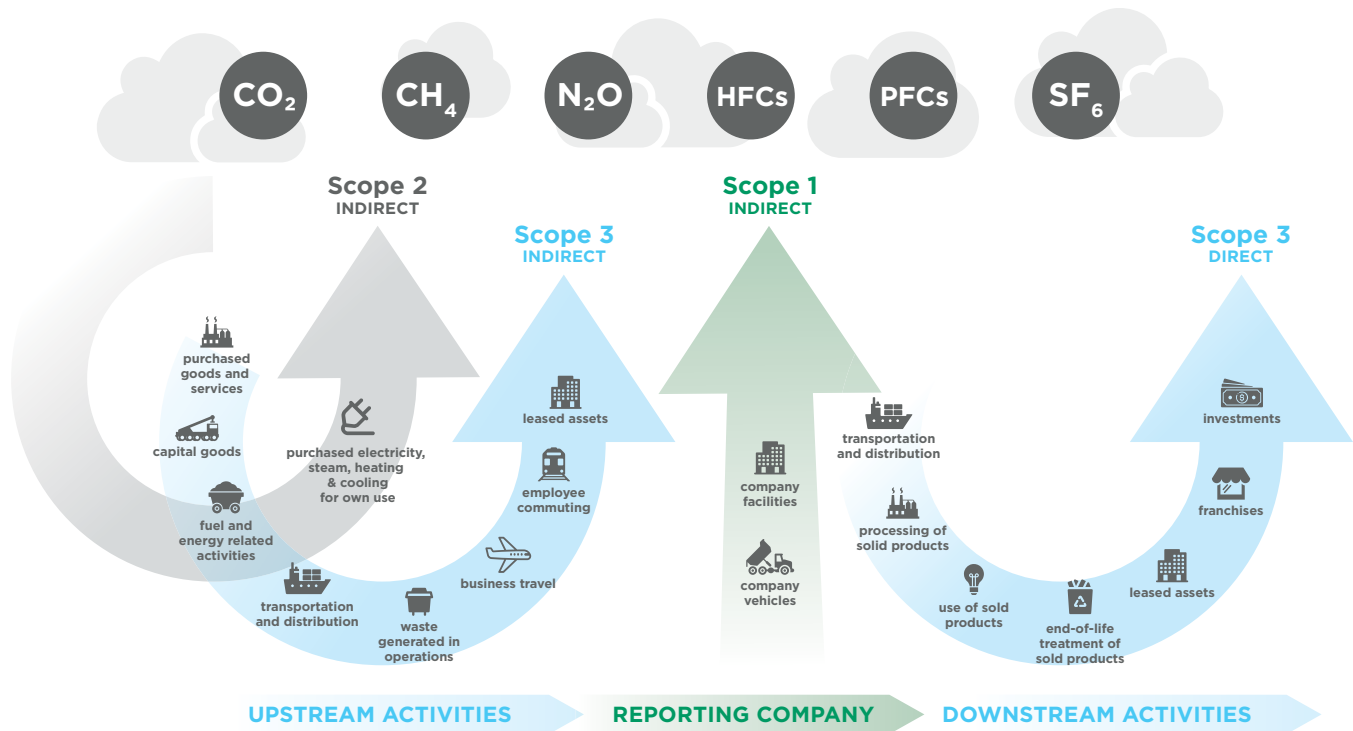 CO₂
CH₄
N₂O
HFCs
PFCs
SF₆
Scope 2
INDIRECT
Scope 3
INDIRECT
Scope 1
INDIRECT
Scope 3
DIRECT
purchased
goods and
services
capital goods
fuel and
energy related
activities
purchased electricity,
steam, heating
& cooling
for own use
transportation
and distribution
waste
generated in
operations
business travel
employee
commuting
leased assets
company
facilities
company
vehicles
transportation
and distribution
processing of
solid products
use of sold
products
end-of-life
treatment of
sold products
leased assets
franchises
investments
UPSTREAM ACTIVITIES
REPORTING COMPANY
DOWNSTREAM ACTIVITIES